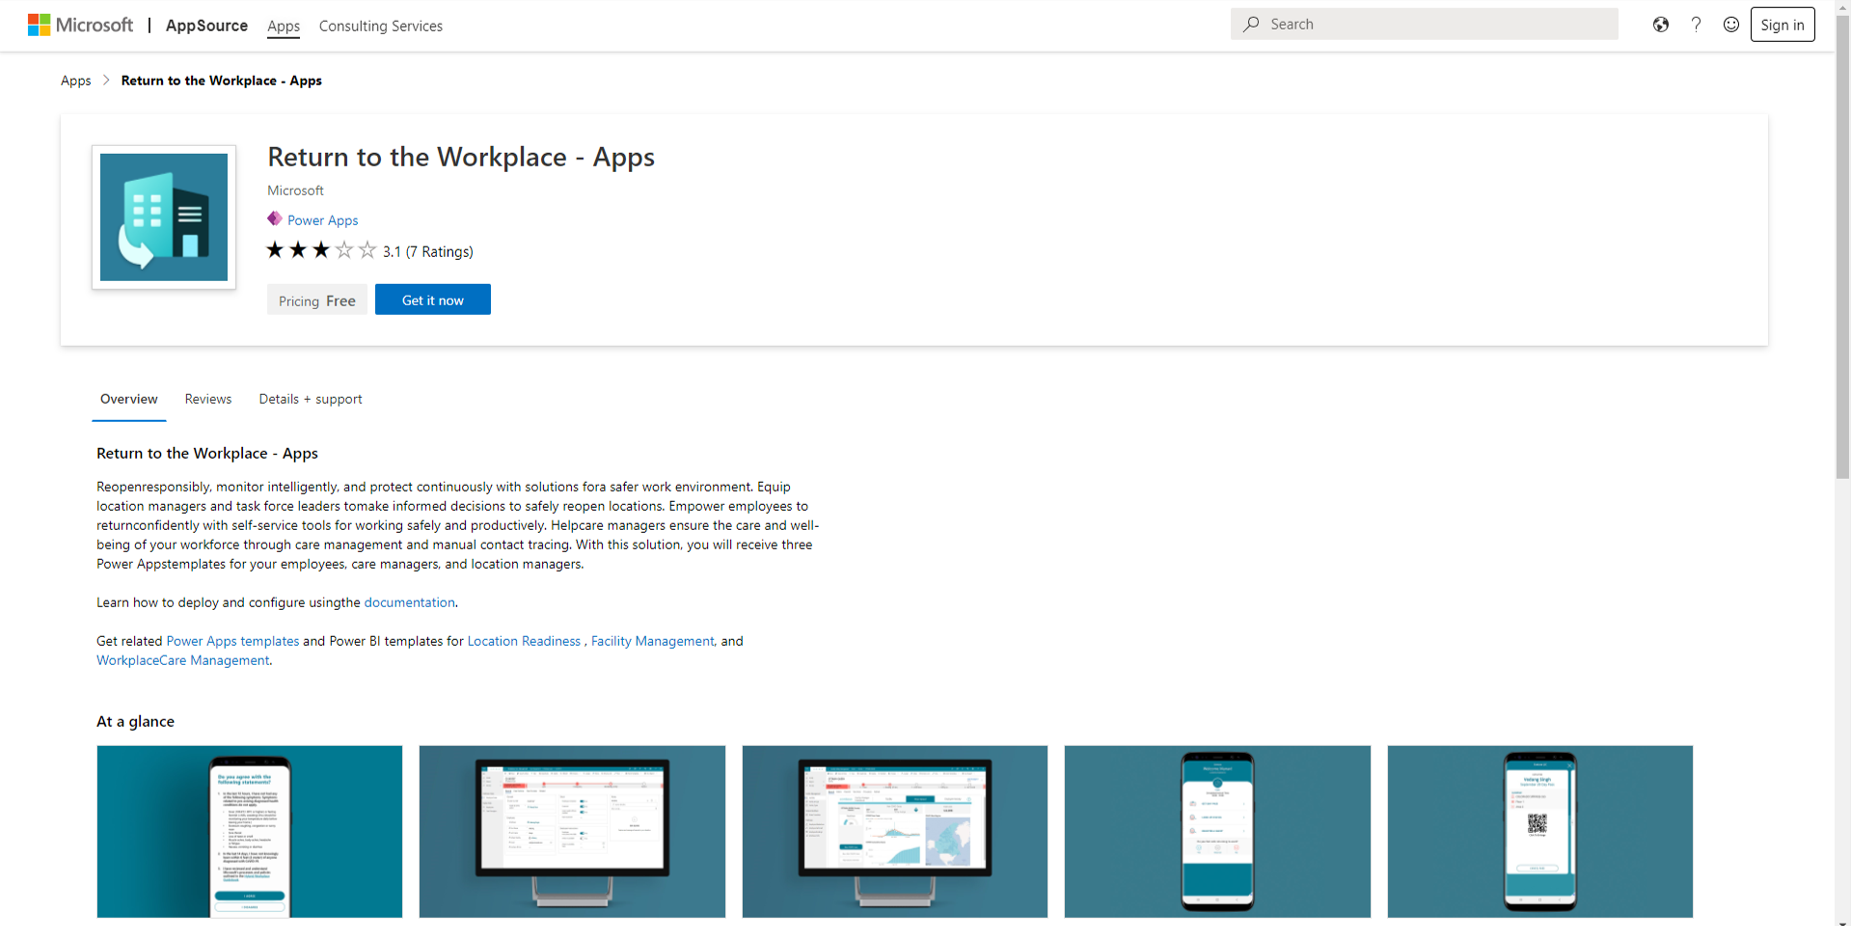 Microsoft | AppSource Apps Consulting Services Search ? Sign in
Apps > Return to the Workplace - Apps
Return to the Workplace - Apps
Microsoft
Power Apps
3.1 (7 Ratings)
Pricing Free Get it now
Overview Reviews Details + support
Return to the Workplace - Apps
Reopenresponsibly, monitor intelligently, and protect continuously with solutions fora safer work environment. Equip
location managers and task force leaders tomake informed decisions to safely reopen locations. Empower employees to
returnconfidently with self-service tools for working safely and productively. Helpcare managers ensure the care and well-
being of your workforce through care management and manual contact tracing. With this solution, you will receive three
Power Appstemplates for your employees, care managers, and location managers.
Learn how to deploy and configure usingthe documentation.
Get related Power Apps templates and Power BI templates for Location Readiness , Facility Management, and
WorkplaceCare Management.
At a glance
Do you agree with the
following statements?